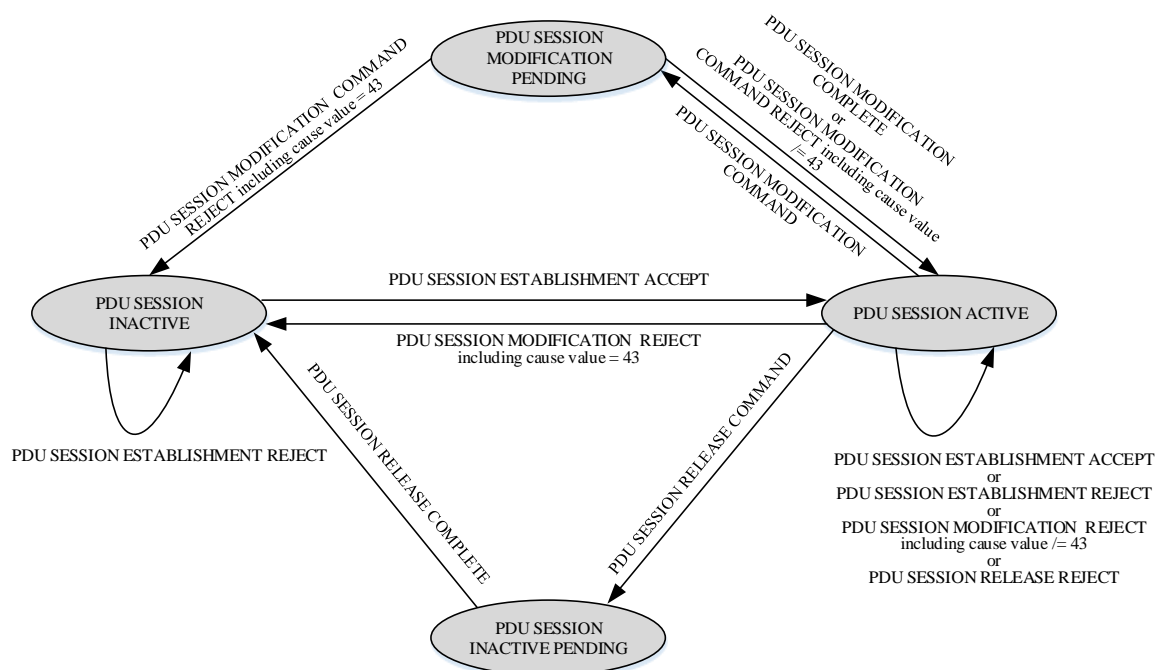 PDU SESSION
MODIFICATION
PENDING
PDU SESSION MODIFICATION COMMAND
REJECT including cause value = 43
PDU SESSION MODIFICATION
COMPLETE
or
PDU SESSION MODIFICATION
COMMAND REJECT including cause value
/= 43
PDU SESSION MODIFICATION
COMMAND
PDU SESSION
INACTIVE
PDU SESSION ESTABLISHMENT ACCEPT
PDU SESSION MODIFICATION REJECT
including cause value = 43
PDU SESSION ACTIVE
PDU SESSION ESTABLISHMENT REJECT
PDU SESSION RELEASE COMPLETE
PDU SESSION RELEASE COMMAND
PDU SESSION ESTABLISHMENT ACCEPT
or
PDU SESSION ESTABLISHMENT REJECT
or
PDU SESSION MODIFICATION REJECT
including cause value /= 43
or
PDU SESSION RELEASE REJECT
PDU SESSION
INACTIVE PENDING